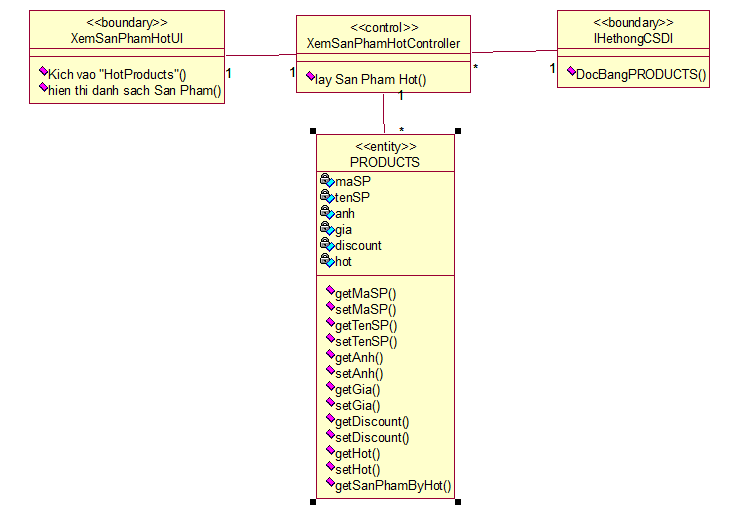 <<boundary>>
XemSanPhamHotUI
Kich vao "HotProducts"()
hien thi danh sach San Pham()
1
1
<<control>>
XemSanPhamHotController
lay San Pham Hot()
*
1
<<boundary>>
IHethongCSDl
DocBangPRODUCTS()
1
*
<<entity>>
PRODUCTS
maSP
tenSP
anh
gia
discount
hot
getMaSP()
setMaSP()
getTenSP()
setTenSP()
getAnh()
setAnh()
getGia()
setGia()
getDiscount()
setDiscount()
getHot()
setHot()
getSanPhamByHot()